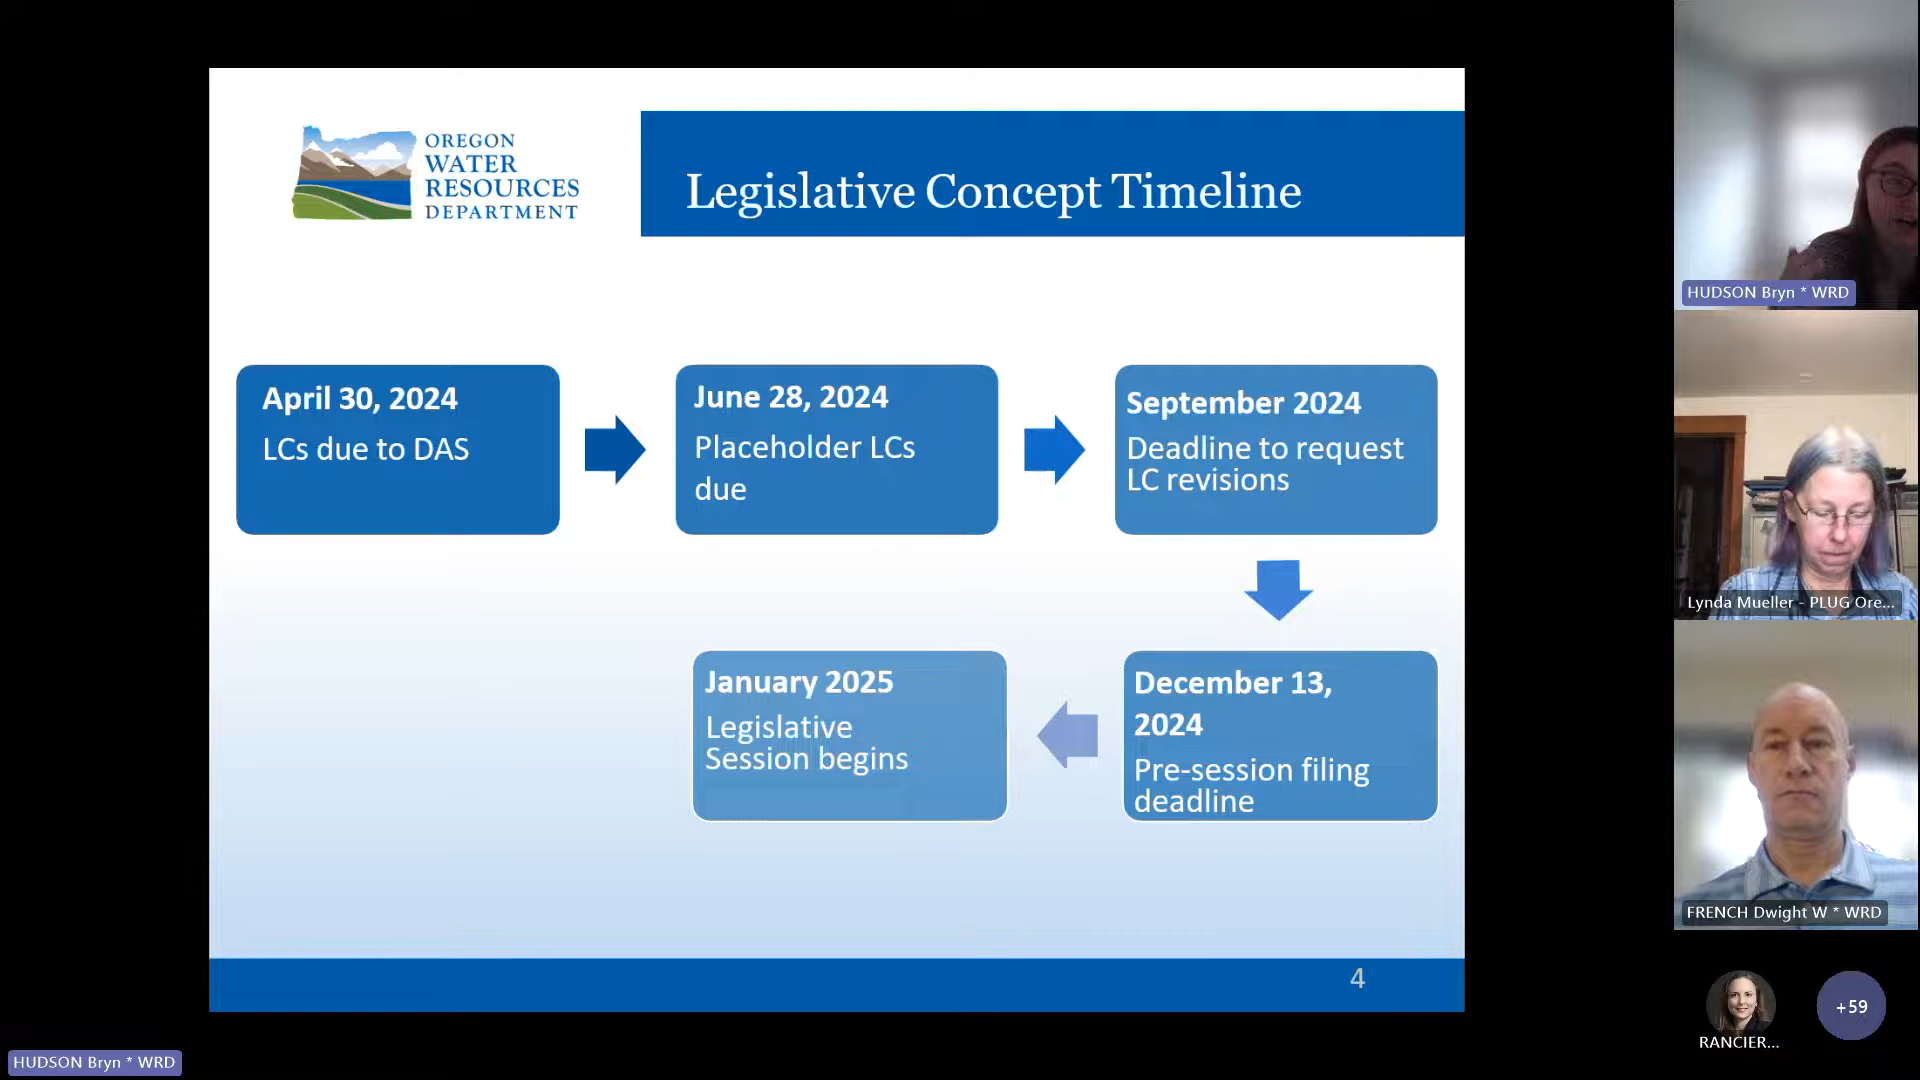 OREGON
WATER
RESOURCES
DEPARTMENT
Legislative Concept Timeline
April 30, 2024
LCs due to DAS
June 28, 2024
Placeholder LCs
due
September 2024
Deadline to request
LC revisions
December 13,
2024
Pre-session filing
deadline
January 2025
Legislative
Session begins
4
HUDSON Bryn * WRD
Lynda Mueller - PLUG Ore...
FRENCH Dwight W * WRD
RANCIER...
+59
HUDSON Bryn * WRD